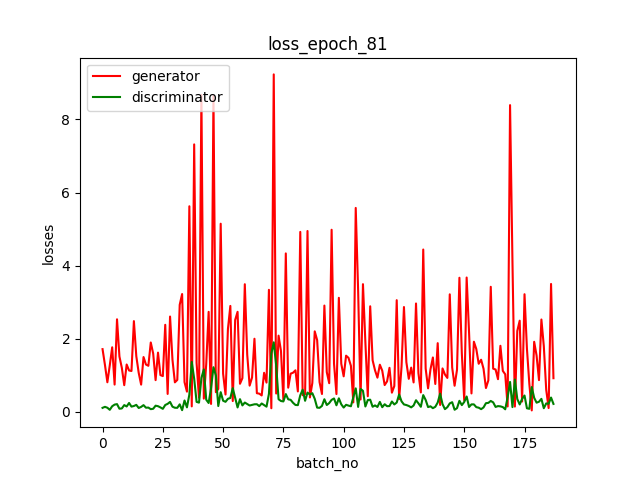 loss_epoch_81
generator
discriminator
8
6
4
2
0
losses
0
25
50
75
100
125
150
175
batch_no